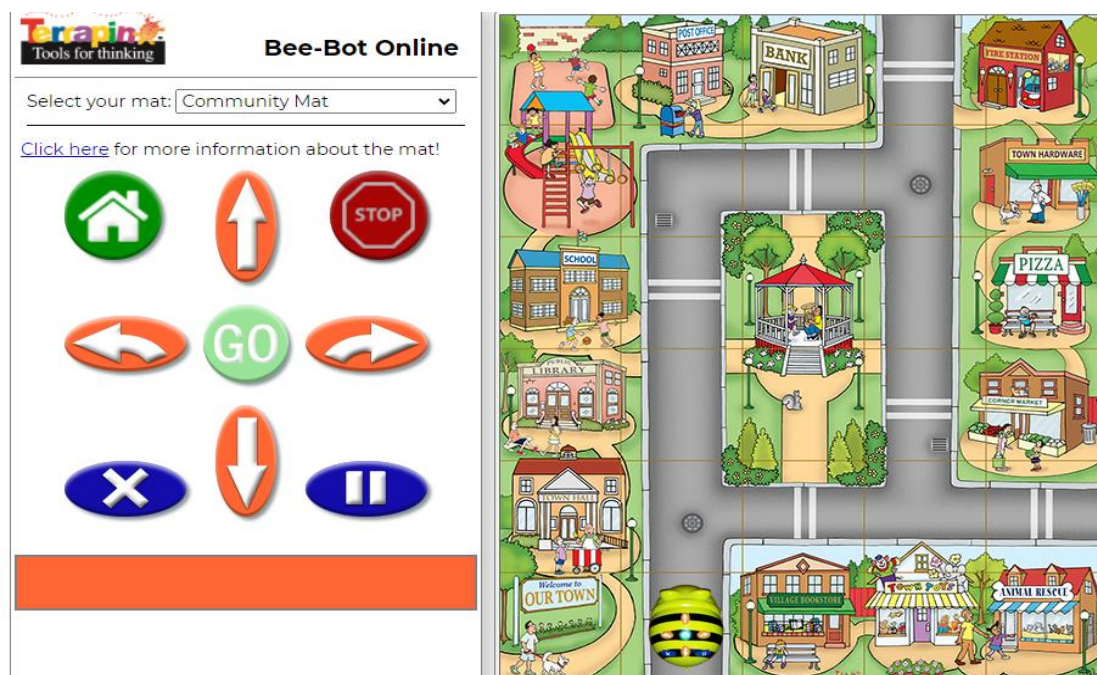 Terrapin
Tools for thinking
Bee-Bot Online
Select your mat: Community Mat
Click here for more information about the mat!
STOP
GO
POST OFFICE
BANK
FIRE STATION
TOWN HARDWARE
SCHOOL
PIZZA
PUBLIC
LIBRARY
CORNER MARKET
TOWN HALL
Welcome to
OUR TOWN
VILLAGE BOOKSTORE
TOWN TOYS
ANIMAL RESCUE